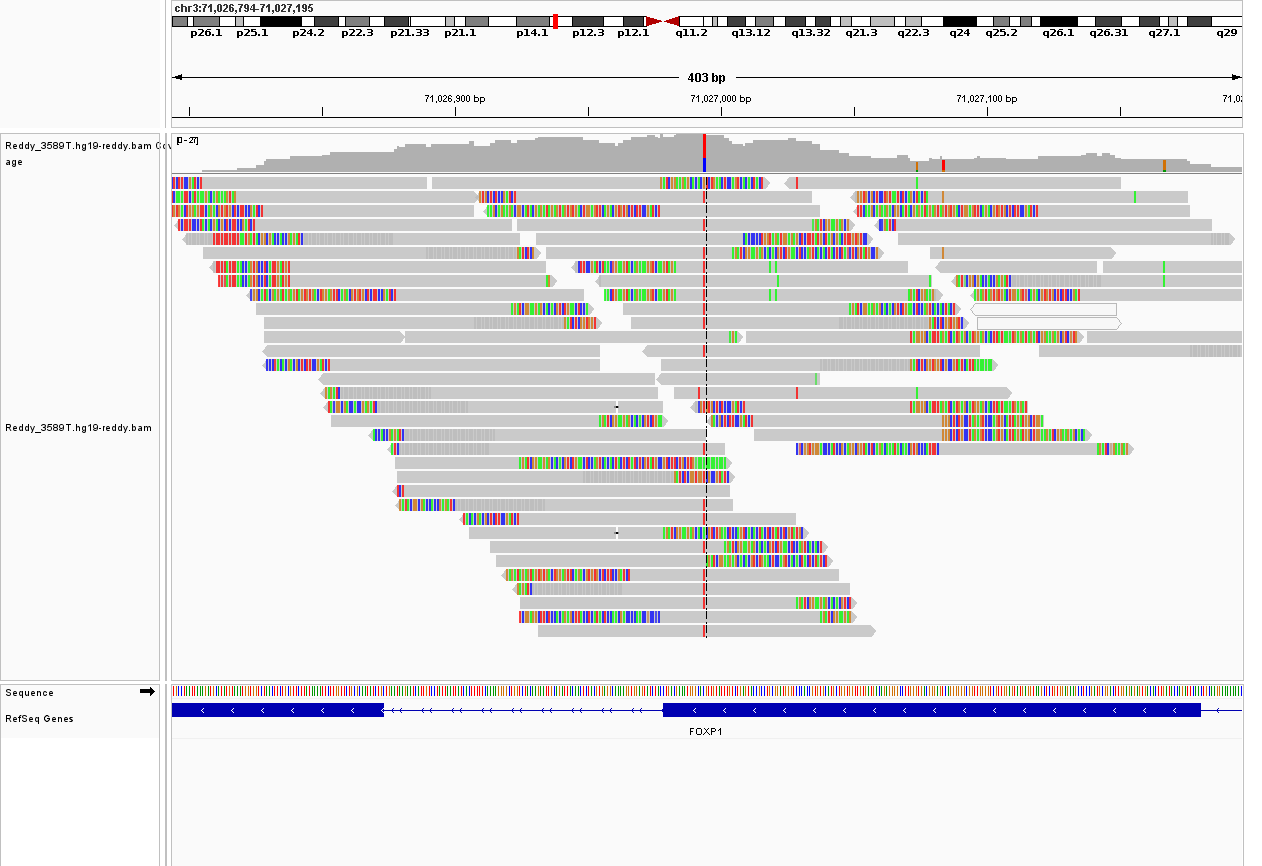 chr3:71,026,794-71,027,195
p26.1 p25.1 p24.2 p22.3 p21.33 p21.1 p14.1 p12.3 p12.1 q11.2 q13.12 q13.32 q21.3 q22.3 q24 q25.2 q26.1 q26.31 q27.1 q29
403 bp
71,026,900 bp 71,027,000 bp 71,027,100 bp 71,02
Reddy_3589T.hg19-reddy.bam Cov
age
[0 - 27]
Reddy_3589T.hg19-reddy.bam
Sequence
RefSeq Genes
FOXP1